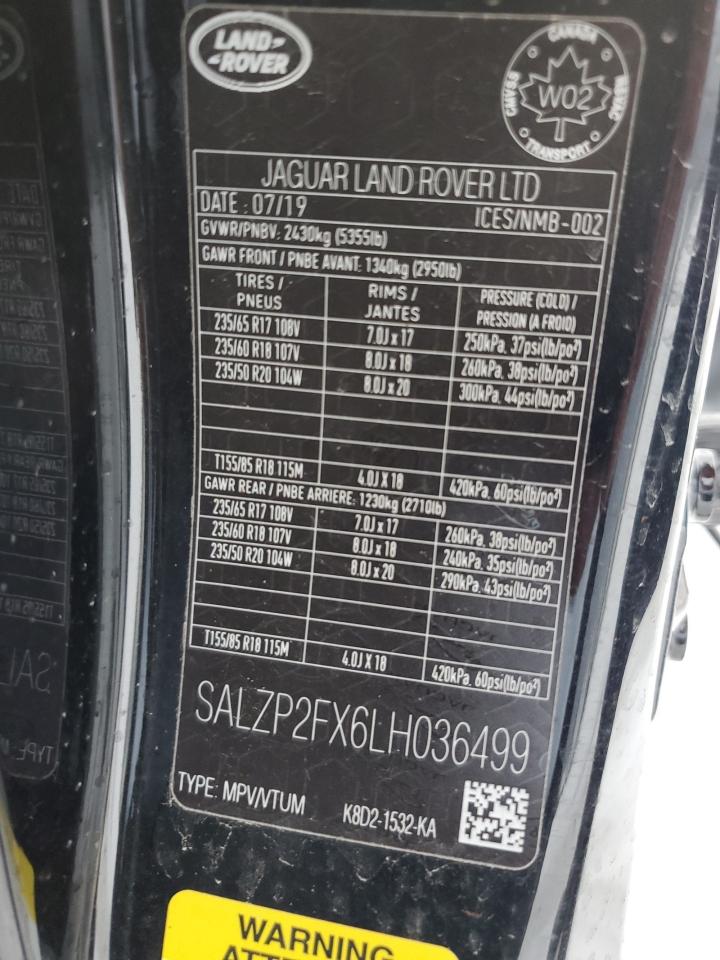 LAND-
-ROVER
CANADA
CMVSS
W02
NSVAC
TRANSPORT
JAGUAR LAND ROVER LTD
DATE : 07/19 ICES/NMB-002
GVWR/PNBV: 2430kg (5355lb)
GAWR FRONT / PNBE AVANT: 1340kg (2950lb)
TIRES / PNEUS RIMS / JANTES PRESSURE (COLD) / PRESSION (A FROID)
235/65 R17 108V 7.0J x 17 250kPa. 37psi(lb/po²)
235/60 R18 107V 8.0J x 18 260kPa. 38psi(lb/po²)
235/50 R20 104W 8.0J x 20 300kPa. 44psi(lb/po²)
T155/85 R18 115M 4.0J X 18 420kPa. 60psi(lb/po²)
GAWR REAR / PNBE ARRIERE: 1230kg (2710lb)
235/65 R17 108V 7.0J x 17 260kPa. 38psi(lb/po²)
235/60 R18 107V 8.0J x 18 240kPa. 35psi(lb/po²)
235/50 R20 104W 8.0J x 20 290kPa. 43psi(lb/po²)
T155/85 R18 115M 4.0J X 18 420kPa. 60psi(lb/po²)
SALZP2FX6LH036499
TYPE: MPV/VTUM K8D2-1532-KA
WARNING